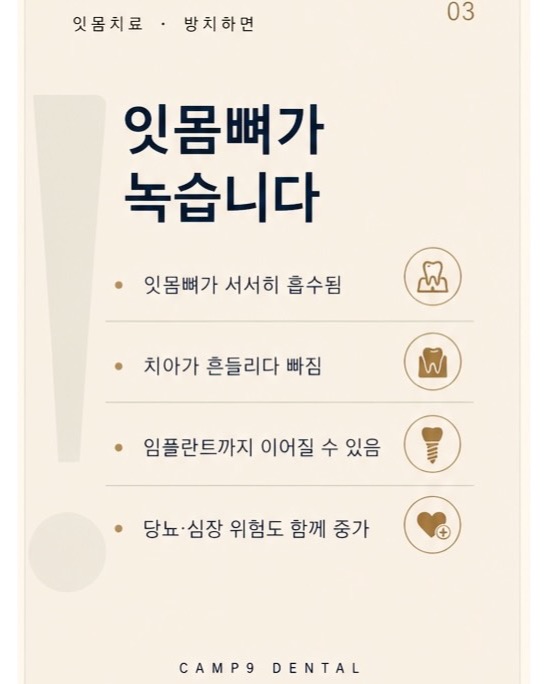 잇몸치료 · 방치하면
03
잇몸뼈가
녹습니다
잇몸뼈가 서서히 흡수됨
치아가 흔들리다 빠짐
임플란트까지 이어질 수 있음
당뇨·심장 위험도 함께 중가
CAMP9 DENTAL